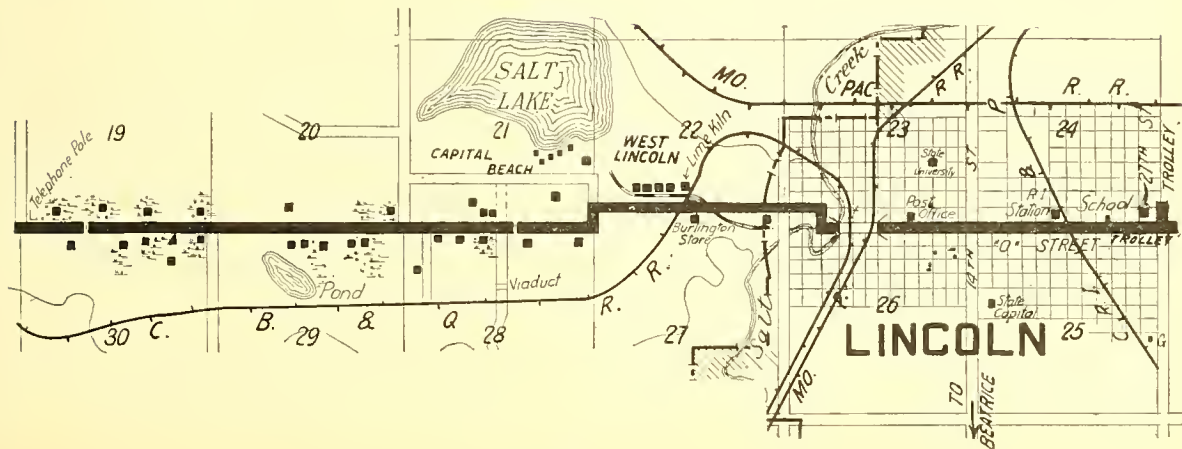 SALT
LAKE
MO.
PAC
R. R.
Creek
R. R.
19
20
21
22
23
24
CAPITAL
BEACH
WEST
LINCOLN
Lime Kiln
Telephone Pole
State
University
ST
27TH ST
TROLLEY
Post
Office
R I
Station
School
Burlington
Store
"O" STREET
TROLLEY
14TH
Pond
Viaduct
R.
R.
C. B. & Q R. R.
30
29
28
27
26
25
Salt
State
Capital
C R. I. & P
LINCOLN
MO.
TO
BEATRICE